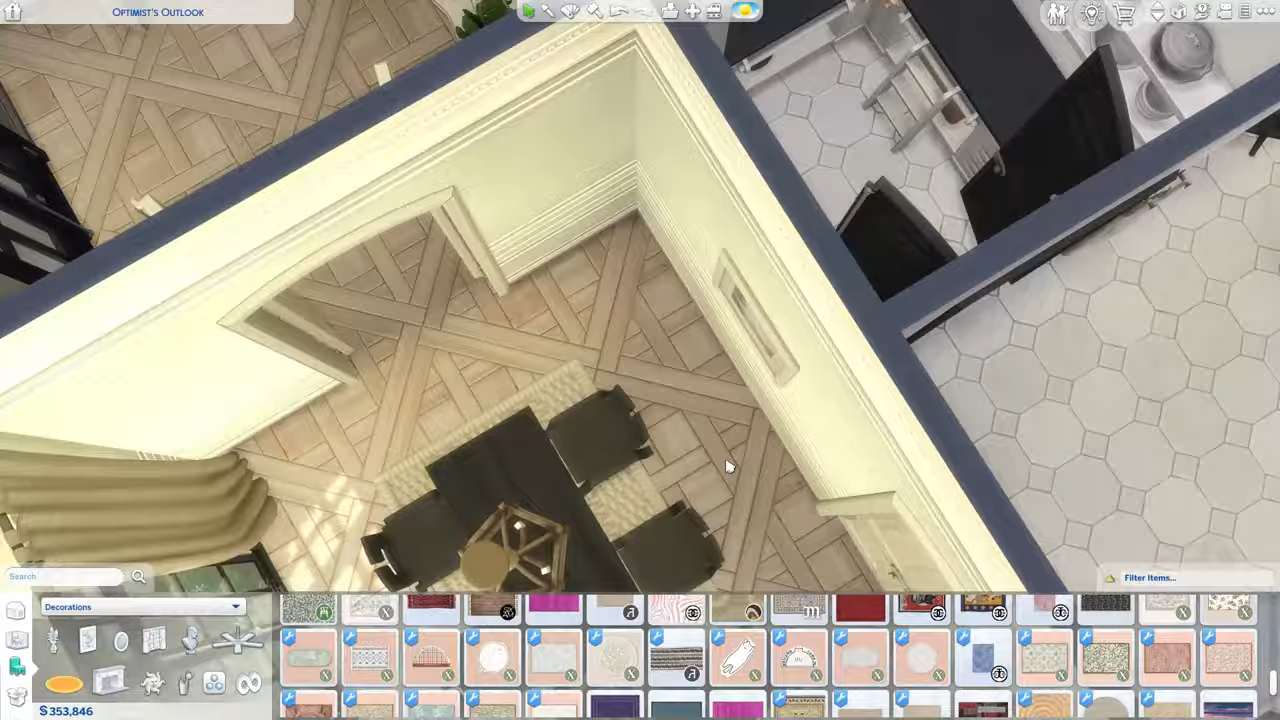 OPTIMIST'S OUTLOOK
Search
Filter Items...
Decorations
§353,846